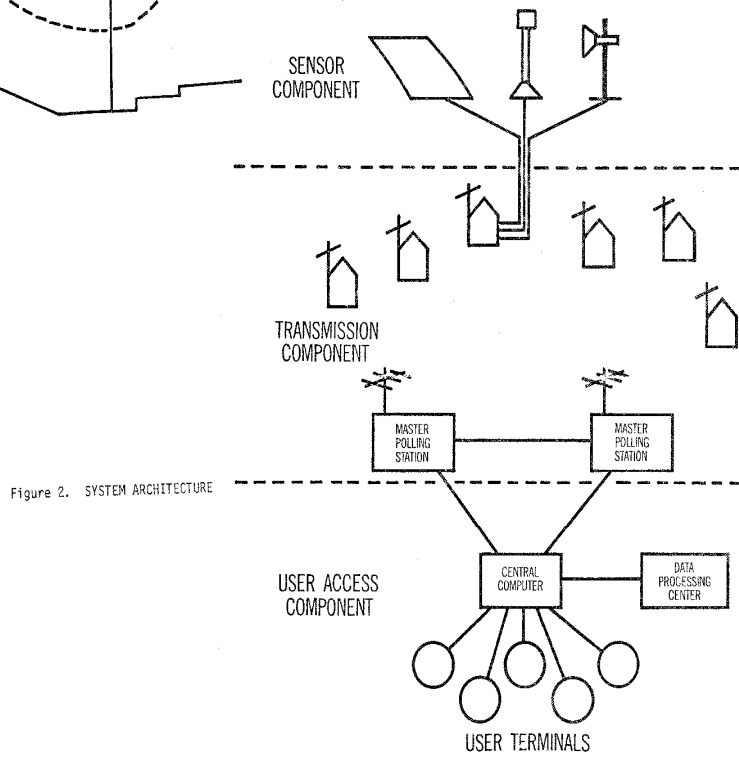 SENSOR
COMPONENT
TRANSMISSION
COMPONENT
MASTER
POLLING
STATION
MASTER
POLLING
STATION
Figure 2. SYSTEM ARCHITECTURE
USER ACCESS
COMPONENT
CENTRAL
COMPUTER
DATA
PROCESSING
CENTER
USER TERMINALS